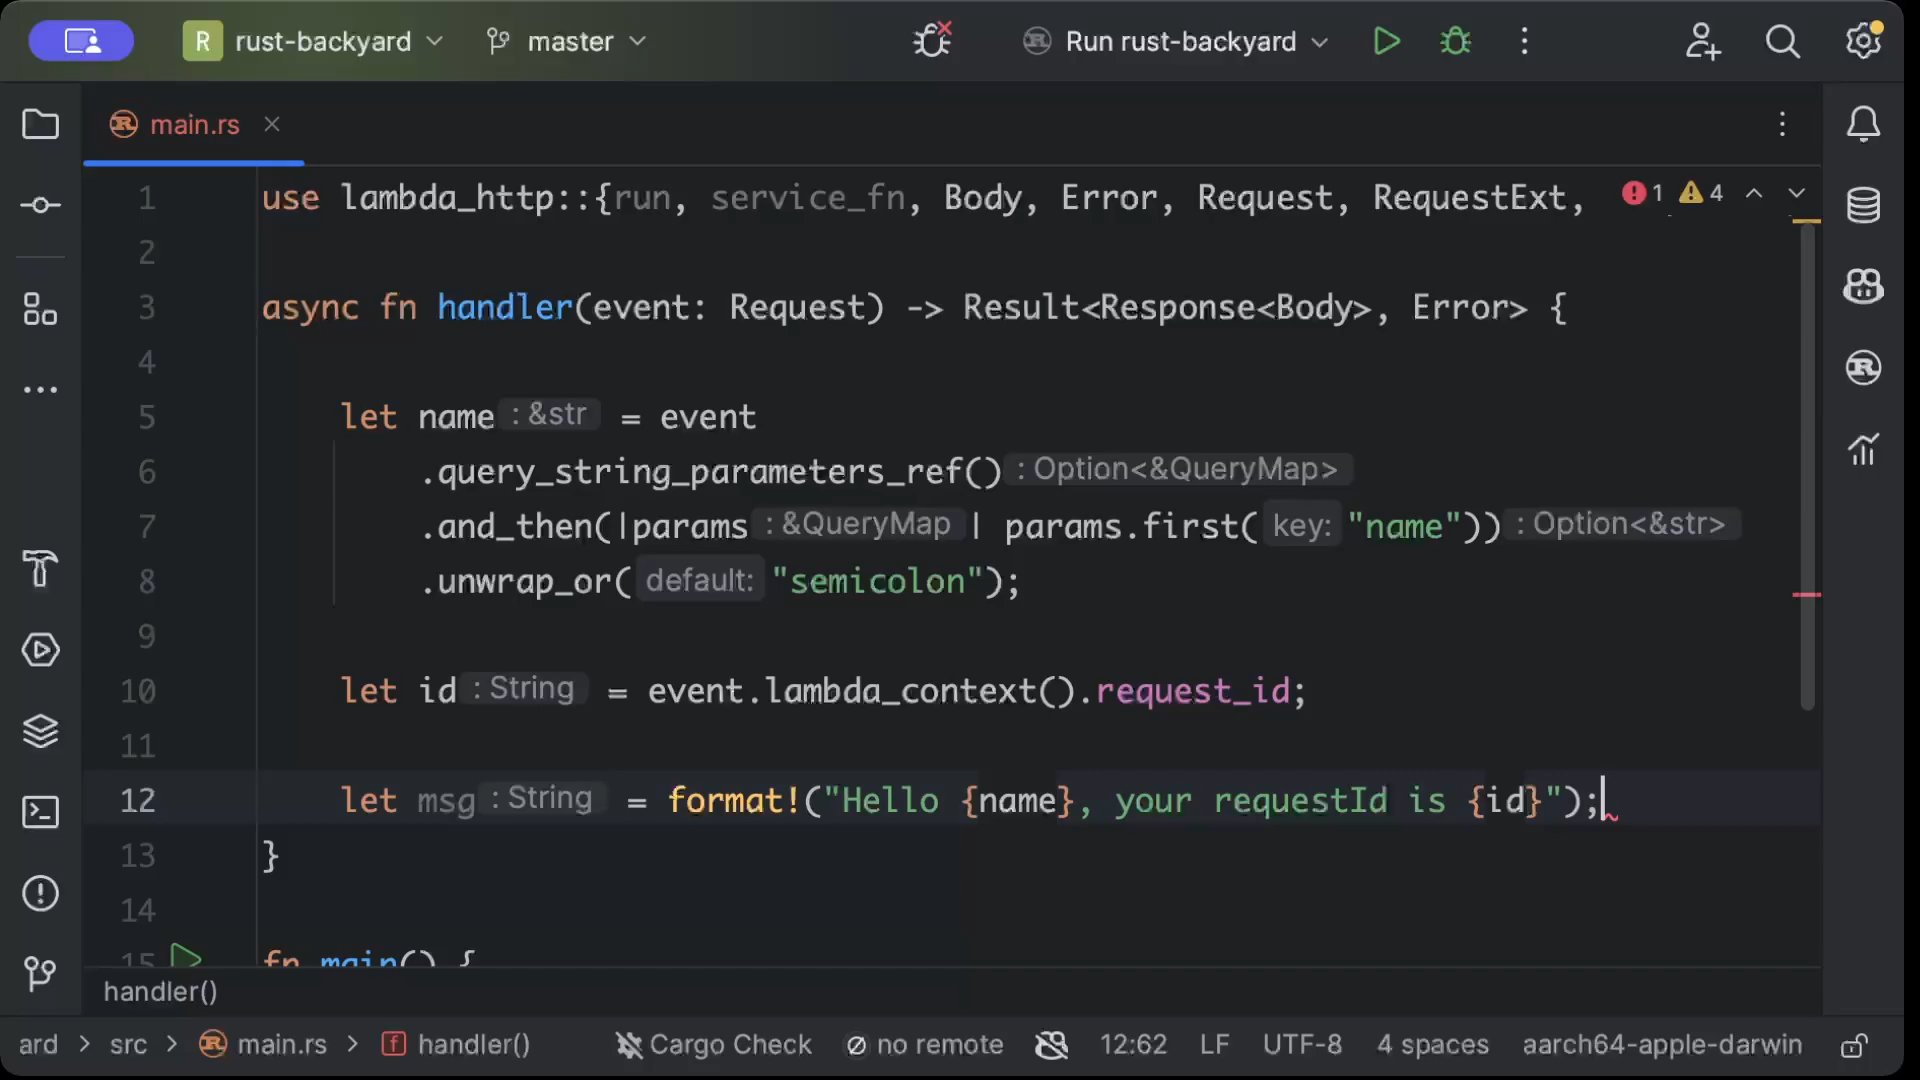 R rust-backyard master Run rust-backyard
main.rs
1 use lambda_http::{run, service_fn, Body, Error, Request, RequestExt, 1 4
2
3 async fn handler(event: Request) -> Result<Response<Body>, Error> {
4
5 let name : &str = event
6 .query_string_parameters_ref() : Option<&QueryMap>
7 .and_then(|params : &QueryMap | params.first( key: "name")) : Option<&str>
8 .unwrap_or( default: "semicolon");
9
10 let id : String = event.lambda_context().request_id;
11
12 let msg : String = format!("Hello {name}, your requestId is {id}");
13 }
14
15 fn main() {
handler()
ard > src > main.rs > f handler() Cargo Check no remote 12:62 LF UTF-8 4 spaces aarch64-apple-darwin